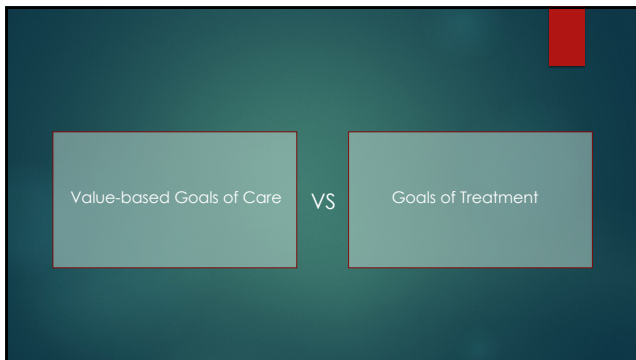 Value-based Goals of Care
VS
Goals of Treatment